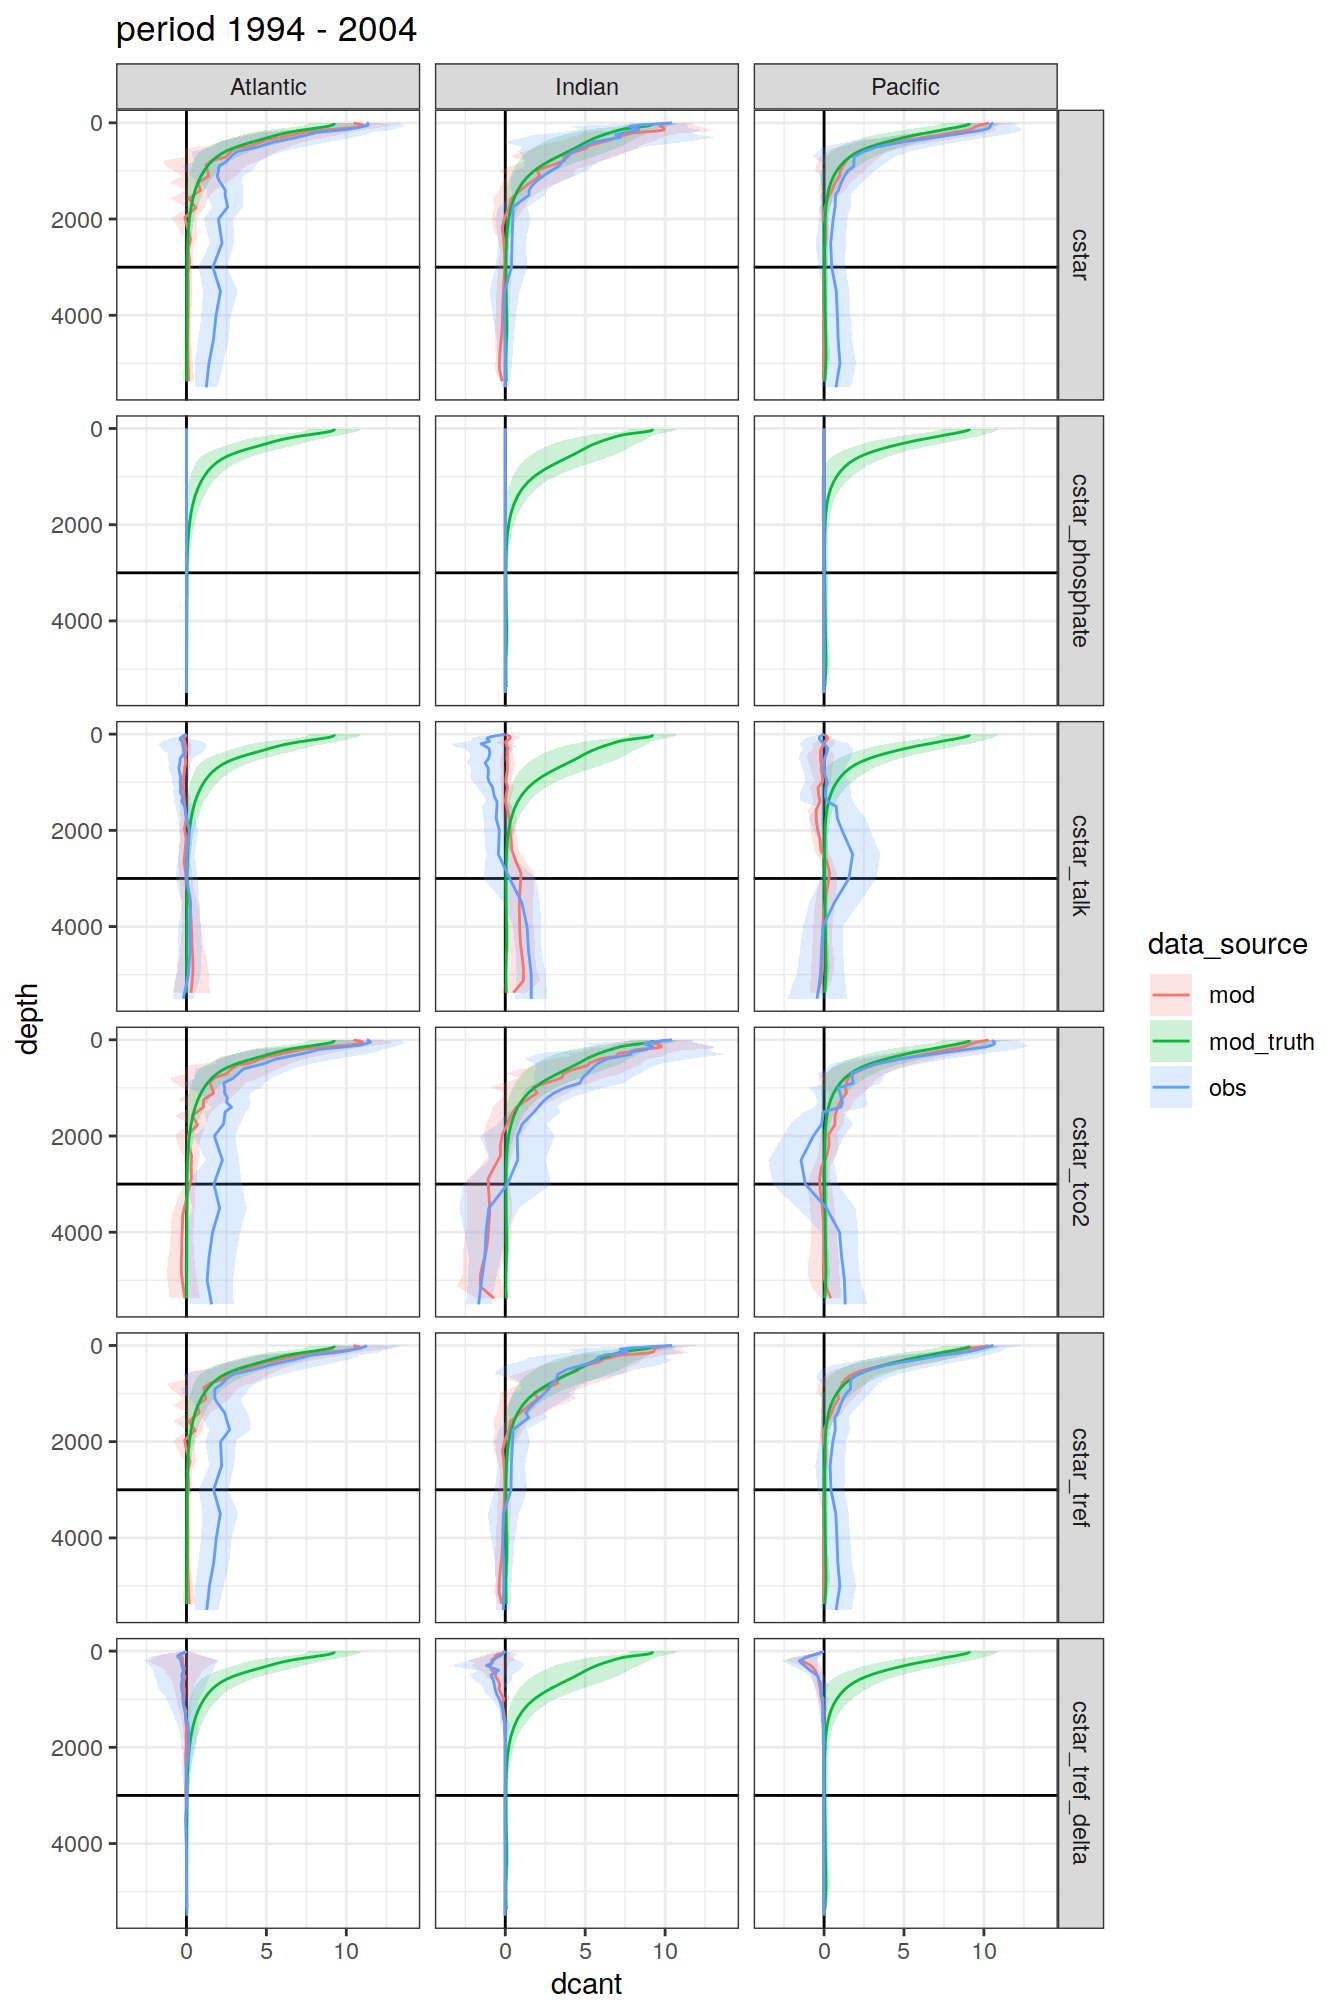 period 1994 - 2004
Atlantic Indian Pacific
0
2000
4000
cstar
0
2000
4000
cstar_phosphate
0
2000
4000
cstar_talk
0
2000
4000
cstar_tco2
0
2000
4000
cstar_tref
0
2000
4000
cstar_tref_delta
0 5 10 0 5 10 0 5 10
dcant
depth
data_source
mod
mod_truth
obs